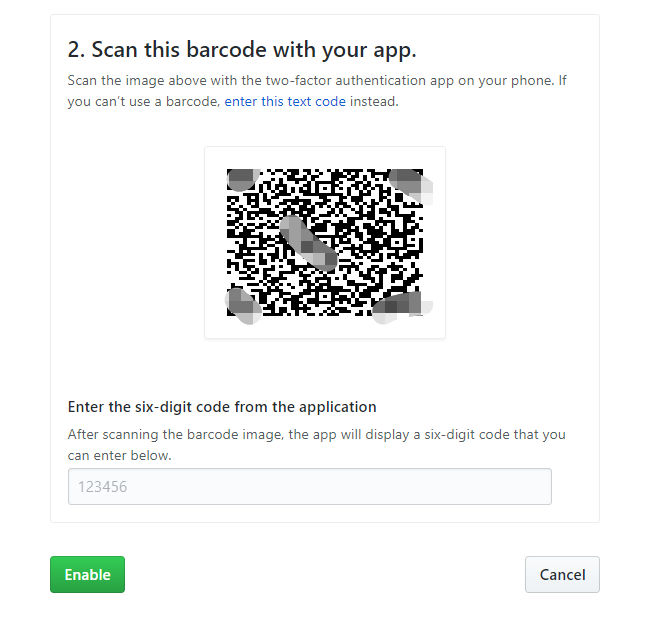 2. Scan this barcode with your app.
Scan the image above with the two-factor authentication app on your phone. If
you can't use a barcode, enter this text code instead.
Enter the six-digit code from the application
After scanning the barcode image, the app will display a six-digit code that you
can enter below.
123456
Enable
Cancel